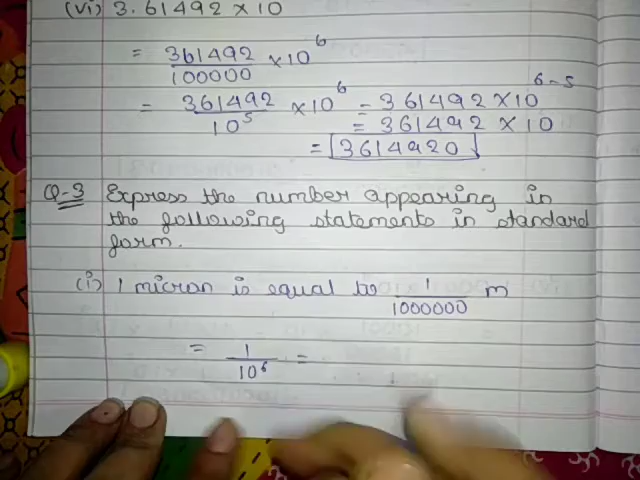 (vi) 3.61492 × 10
= 361492/100000 × 10^6
= 361492/10^5 × 10^6 = 361492 × 10^6-5
= 361492 × 10
= 3614920
Q-3 Express the number appearing in
the following statements in standard
form.
(i) 1 micron is equal to 1/1000000 m
= 1/10^6 =